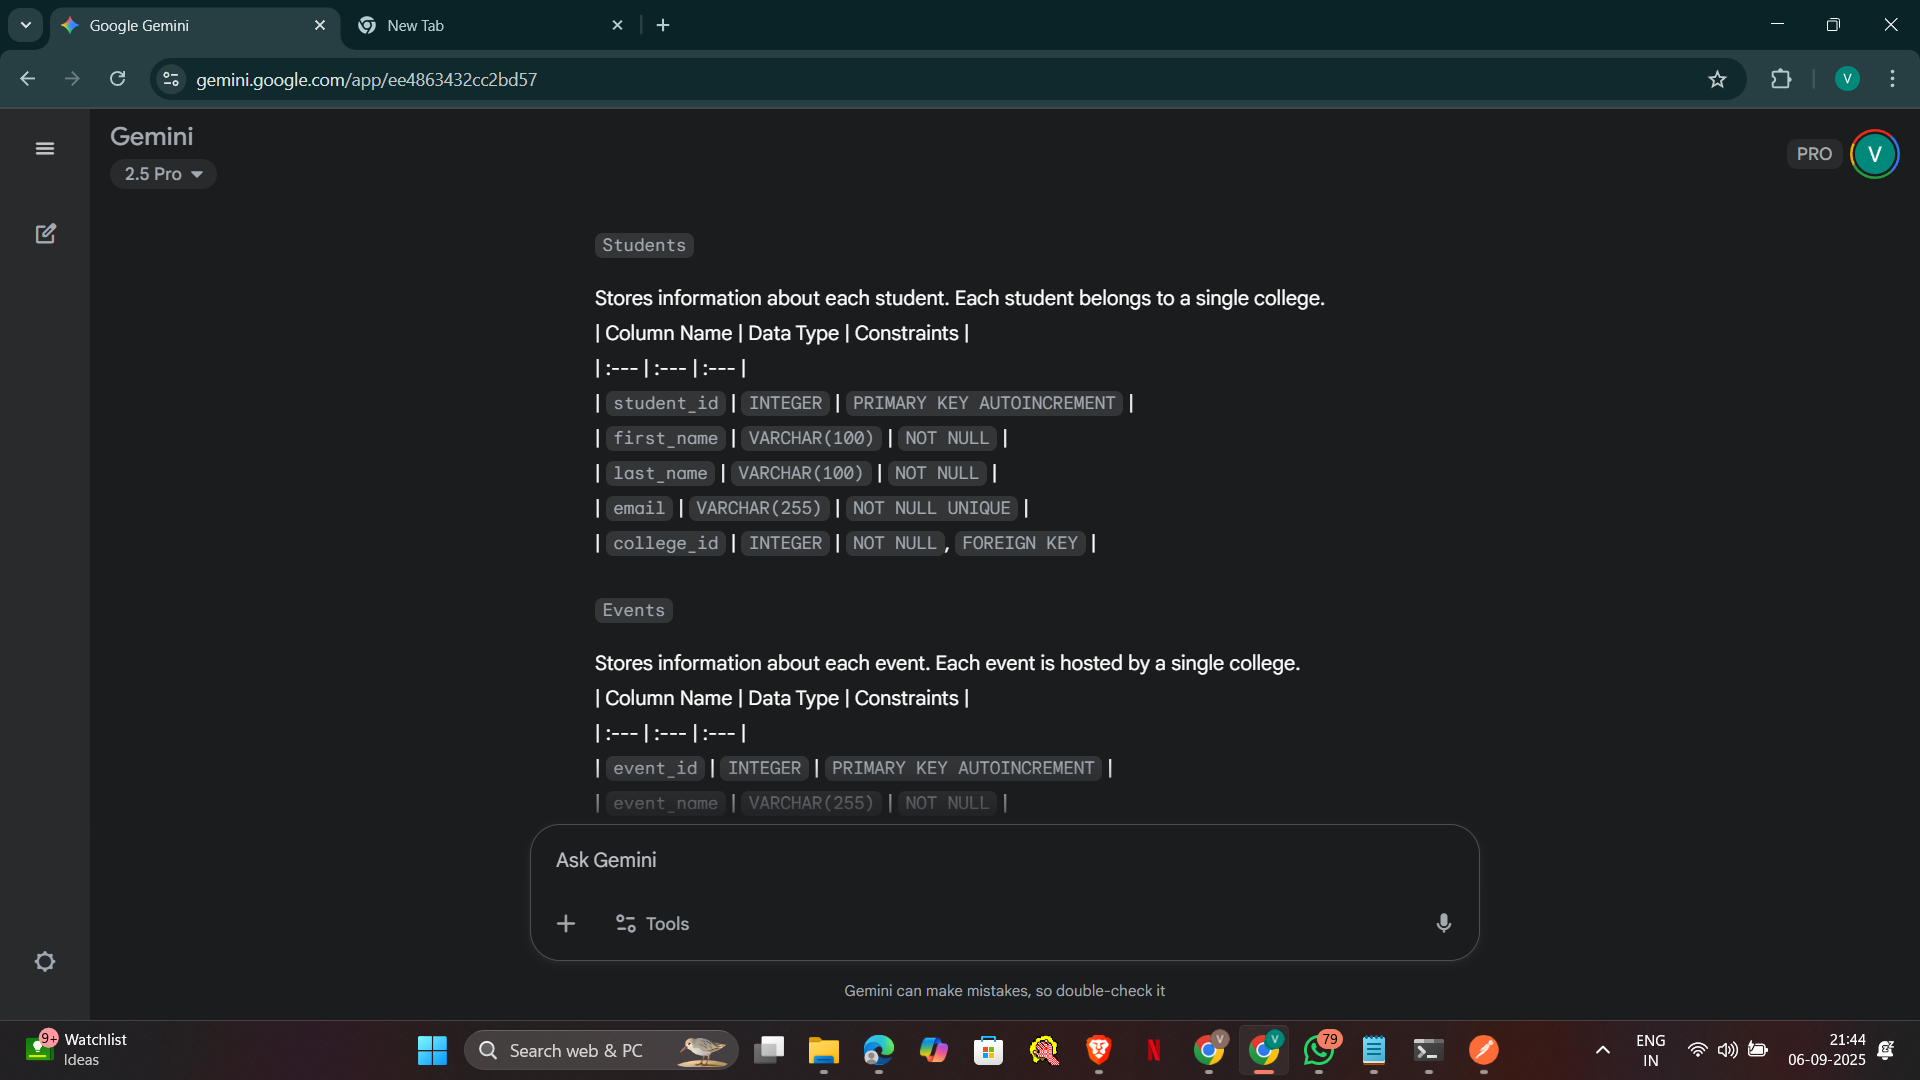 Google Gemini
New Tab
gemini.google.com/app/ee4863432cc2bd57
V
Gemini
2.5 Pro
PRO
V
Students
Stores information about each student. Each student belongs to a single college.
| Column Name | Data Type | Constraints |
| :--- | :--- | :--- |
| student_id | INTEGER | PRIMARY KEY AUTOINCREMENT |
| first_name | VARCHAR(100) | NOT NULL |
| last_name | VARCHAR(100) | NOT NULL |
| email | VARCHAR(255) | NOT NULL UNIQUE |
| college_id | INTEGER | NOT NULL, FOREIGN KEY |
Events
Stores information about each event. Each event is hosted by a single college.
| Column Name | Data Type | Constraints |
| :--- | :--- | :--- |
| event_id | INTEGER | PRIMARY KEY AUTOINCREMENT |
| event_name | VARCHAR(255) | NOT NULL |
Ask Gemini
Tools
Gemini can make mistakes, so double-check it
9+
Watchlist
Ideas
Search web & PC
N
V
V
79
ENG
IN
21:44
06-09-2025